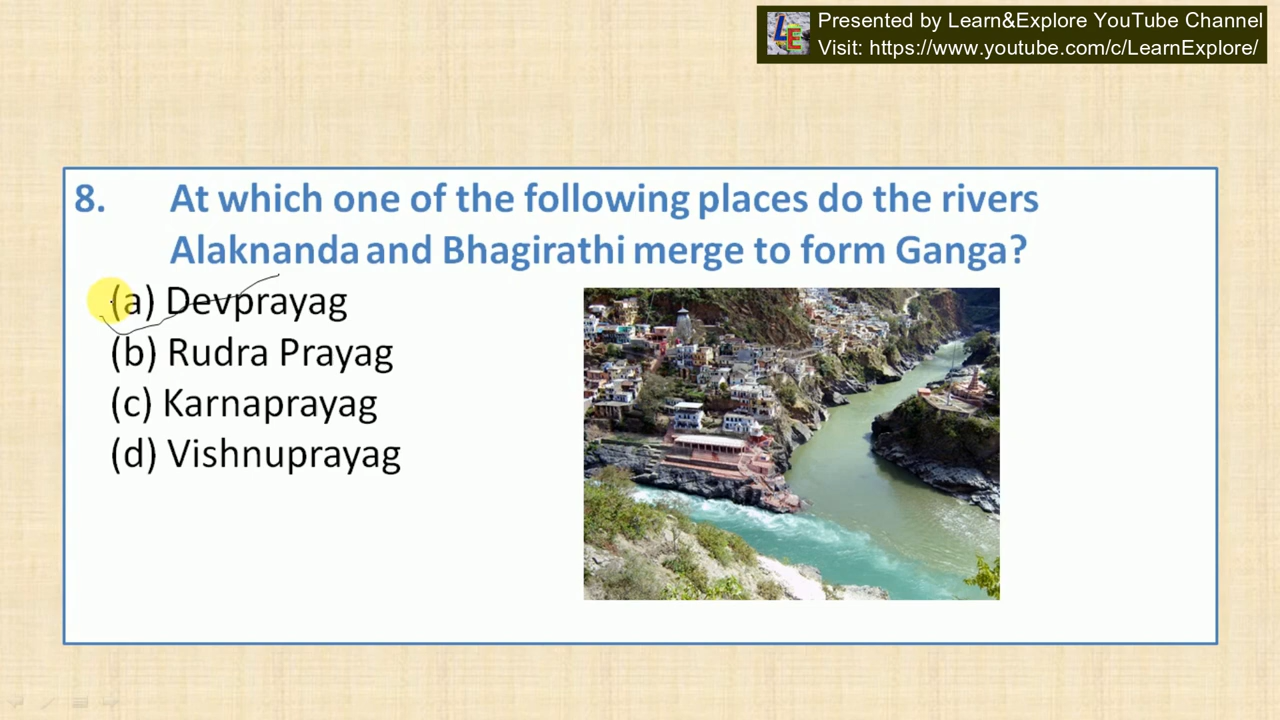 Presented by Learn&Explore YouTube Channel
Visit: https://www.youtube.com/c/LearnExplore/
8. At which one of the following places do the rivers
Alaknanda and Bhagirathi merge to form Ganga?
(a) Devprayag
(b) Rudra Prayag
(c) Karnaprayag
(d) Vishnuprayag